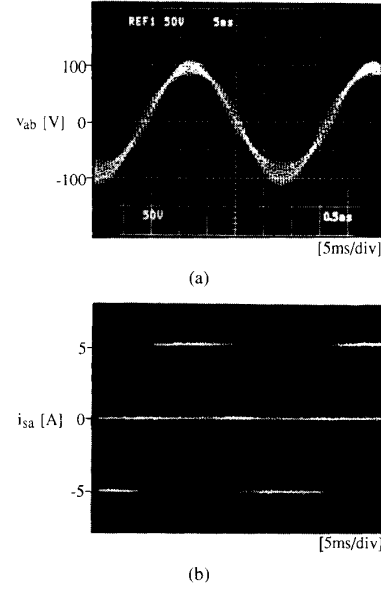 REF1 50V 5ms
100
v_ab [V] 0
-100
50V 0.5ms
[5ms/div]
(a)
5
i_sa [A] 0
-5
[5ms/div]
(b)